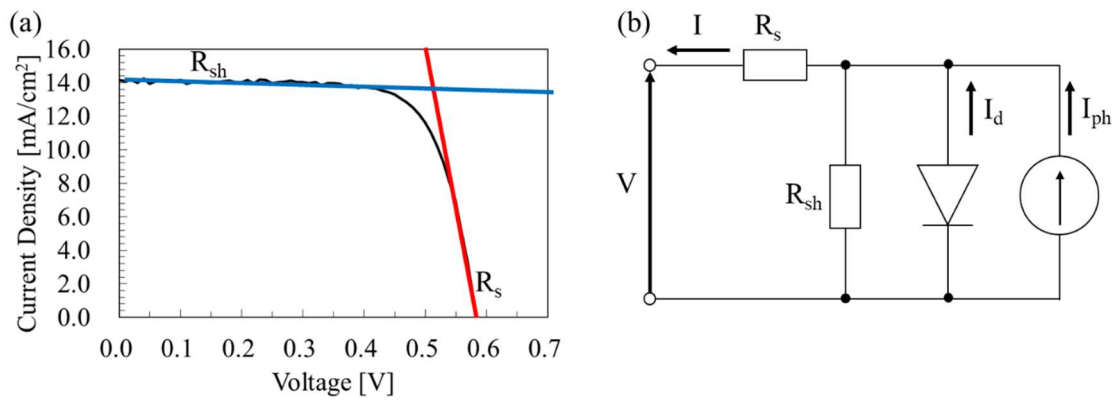 (a)
Current Density [mA/cm²]
16.0
14.0
12.0
10.0
8.0
6.0
4.0
2.0
0.0
R_sh
R_s
0.0 0.1 0.2 0.3 0.4 0.5 0.6 0.7
Voltage [V]
(b)
I R_s
V
R_sh
I_d
I_ph